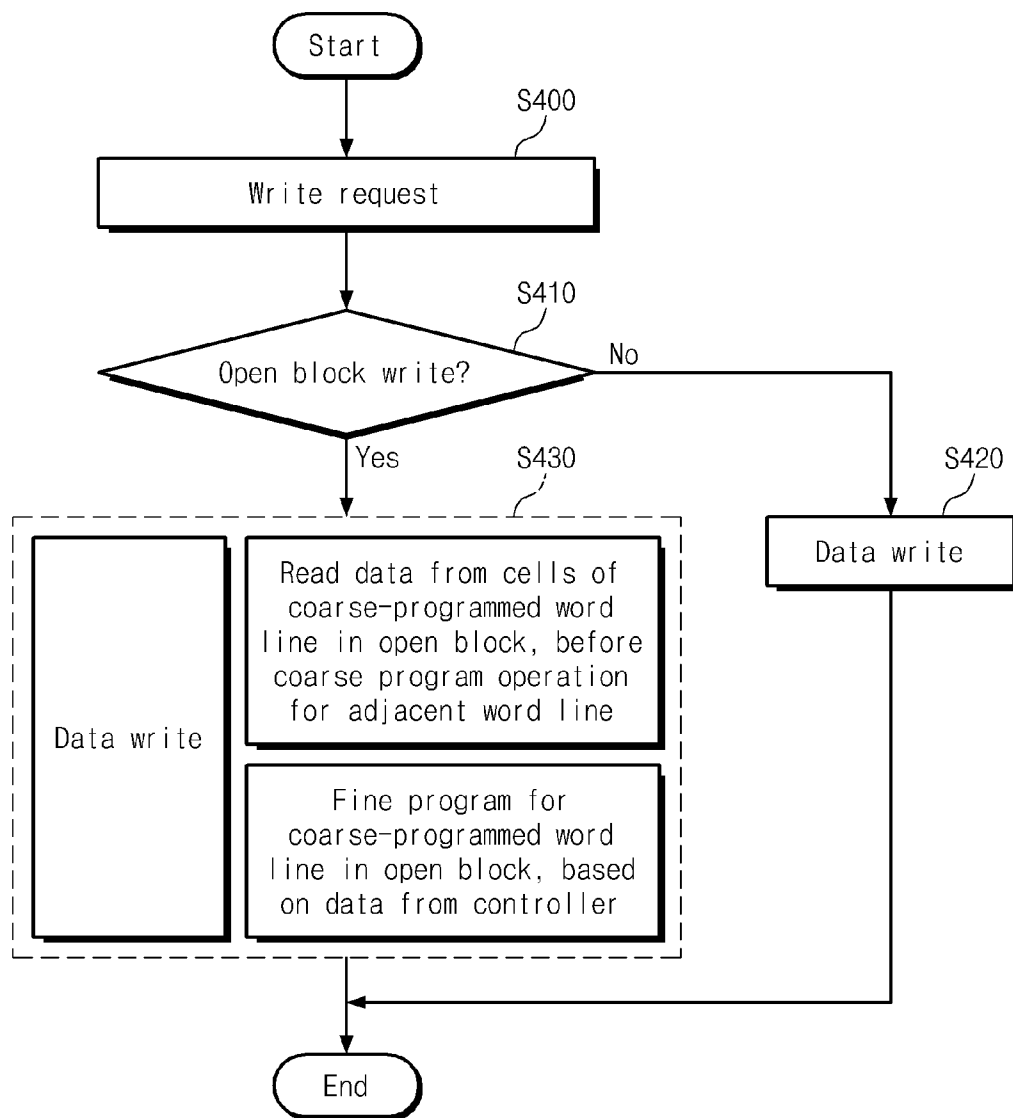 Start
S400
Write request
S410
Open block write?
No
Yes
S430
S420
Data write
Read data from cells of
coarse-programmed word
line in open block, before
coarse program operation
for adjacent word line
Data write
Fine program for
coarse-programmed word
line in open block, based
on data from controller
End